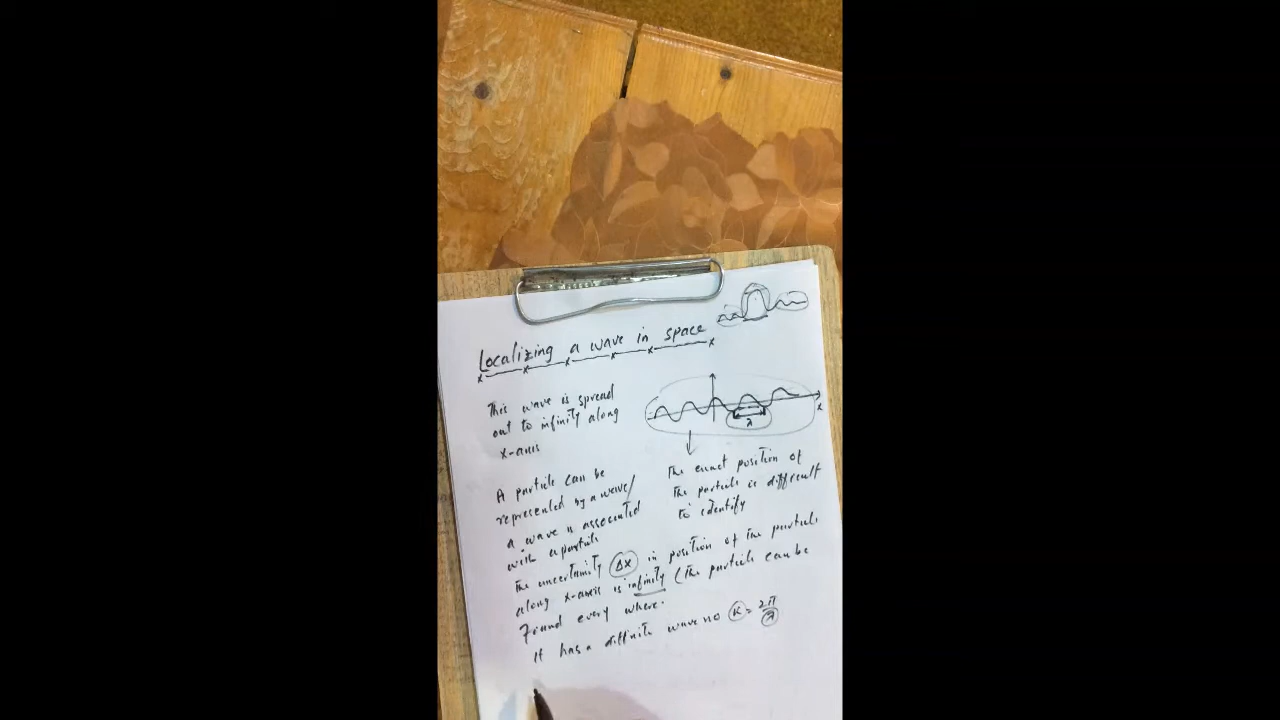 Localizing a wave in space
This wave is spread
out to infinity along
x-axis
x
λ
A particle can be
represented by a wave/
a wave is associated
with a particle
The exact position of
the particle is difficult
to identify
The uncertainity Δx in position of the particle
along x-axis is infinity (The particle can be
Found every where.
It has a diffinite wave no K = 2π/λ